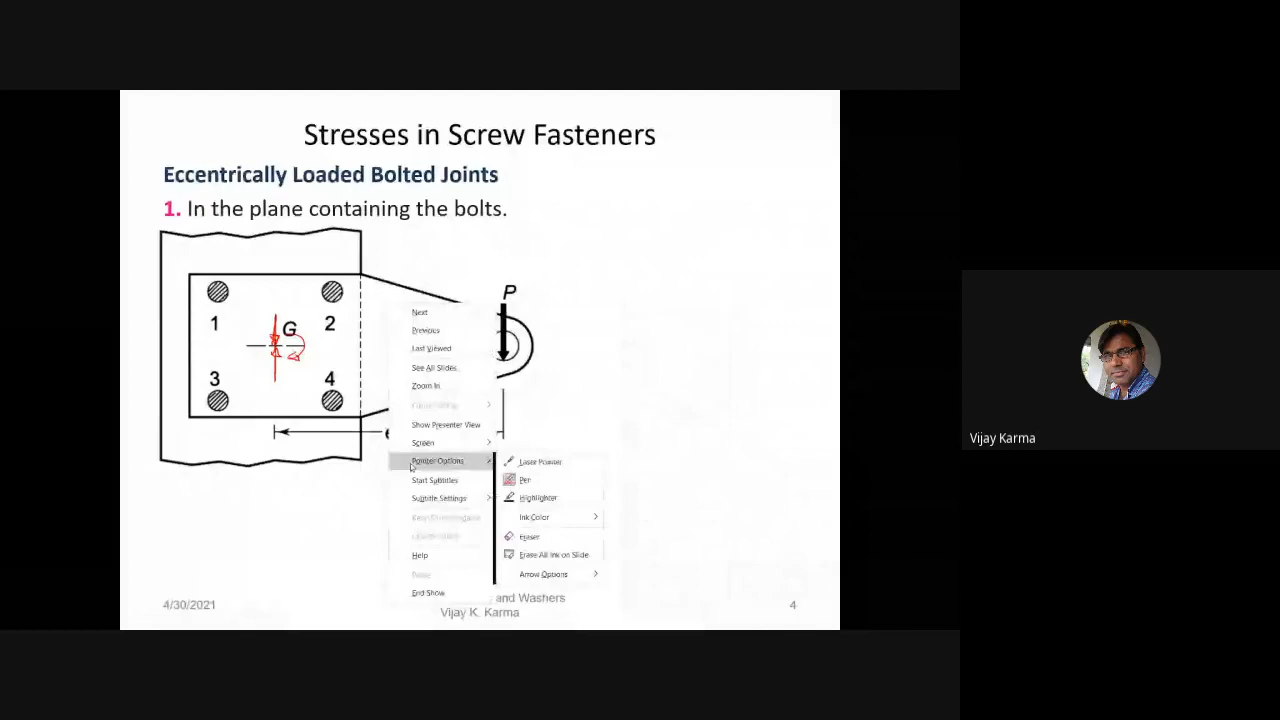 Stresses in Screw Fasteners
Eccentrically Loaded Bolted Joints
1. In the plane containing the bolts.
P
1
G
2
3
4
e
Next
Previous
Last Viewed
See All Slides
Zoom In
Show Presenter View
Screen
Pointer Options
Start Subtitles
Subtitle Settings
Help
Pause
End Show
Laser Pointer
Pen
Highlighter
Ink Color
Eraser
Erase All Ink on Slide
Arrow Options
4/30/2021
and Washers
Vijay K. Karma
4
Vijay Karma